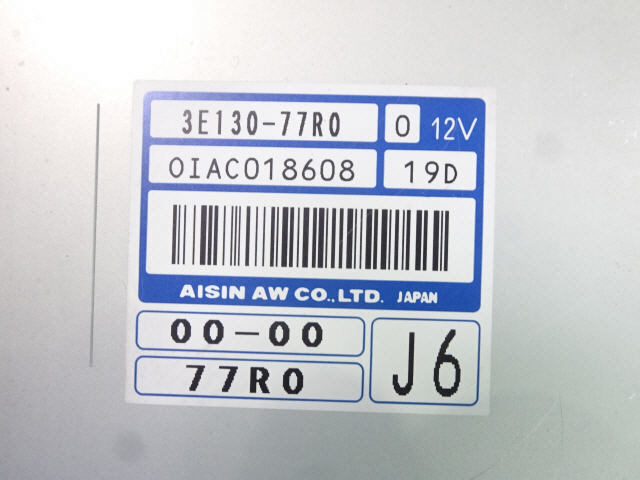 3E130-77R0 0 12V
0IAC018608 19D
AISIN AW CO.,LTD. JAPAN
00-00
77R0
J6